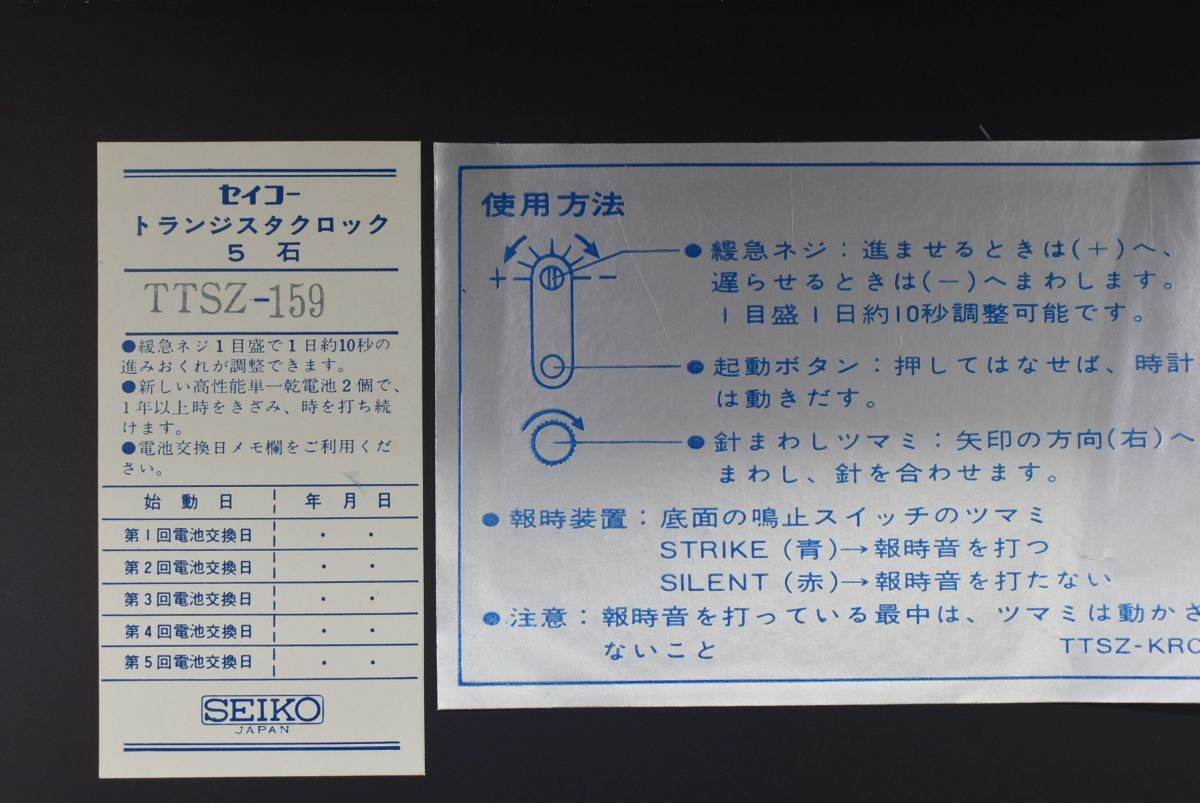 セイコー
トランジスタクロック
5 石
TTSZ-159
●緩急ネジ1目盛で1日約10秒の
進みおくれが調整できます。
●新しい高性能単一乾電池2個で、
1年以上時をきざみ、時を打ち続
けます。
●電池交換日メモ欄をご利用くだ
さい。
始動日 年 月 日
第1回電池交換日 ・ ・
第2回電池交換日 ・ ・
第3回電池交換日 ・ ・
第4回電池交換日 ・ ・
第5回電池交換日 ・ ・
SEIKO
JAPAN
使用方法
+ −
●緩急ネジ：進ませるときは(+)へ、
遅らせるときは(−)へまわします。
1目盛1日約10秒調整可能です。
●起動ボタン：押してはなせば、時計
は動きだす。
●針まわしツマミ：矢印の方向(右)へ
まわし、針を合わせます。
●報時装置：底面の鳴止スイッチのツマミ
STRIKE (青)→報時音を打つ
SILENT (赤)→報時音を打たない
●注意：報時音を打っている最中は、ツマミは動かさ
ないこと
TTSZ-KRC